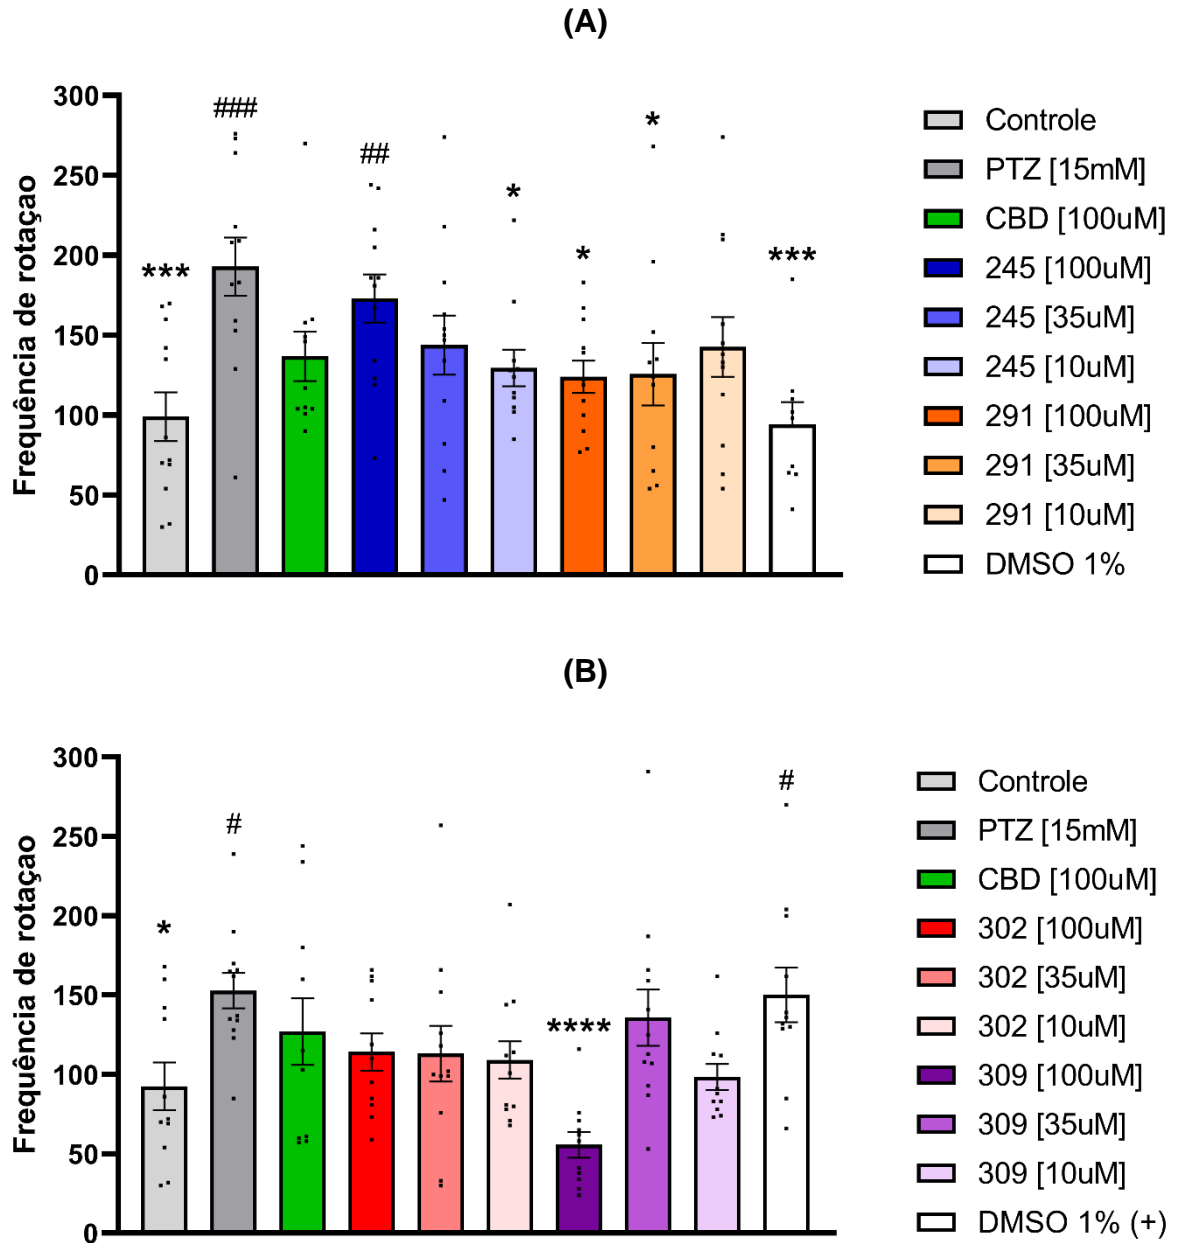 (A)
Frequência de rotaçao
300
250
200
150
100
50
0
***
###
##
*
*
*
***
Controle
PTZ [15mM]
CBD [100uM]
245 [100uM]
245 [35uM]
245 [10uM]
291 [100uM]
291 [35uM]
291 [10uM]
DMSO 1%
(B)
Frequência de rotaçao
300
250
200
150
100
50
0
*
#
****
#
Controle
PTZ [15mM]
CBD [100uM]
302 [100uM]
302 [35uM]
302 [10uM]
309 [100uM]
309 [35uM]
309 [10uM]
DMSO 1% (+)